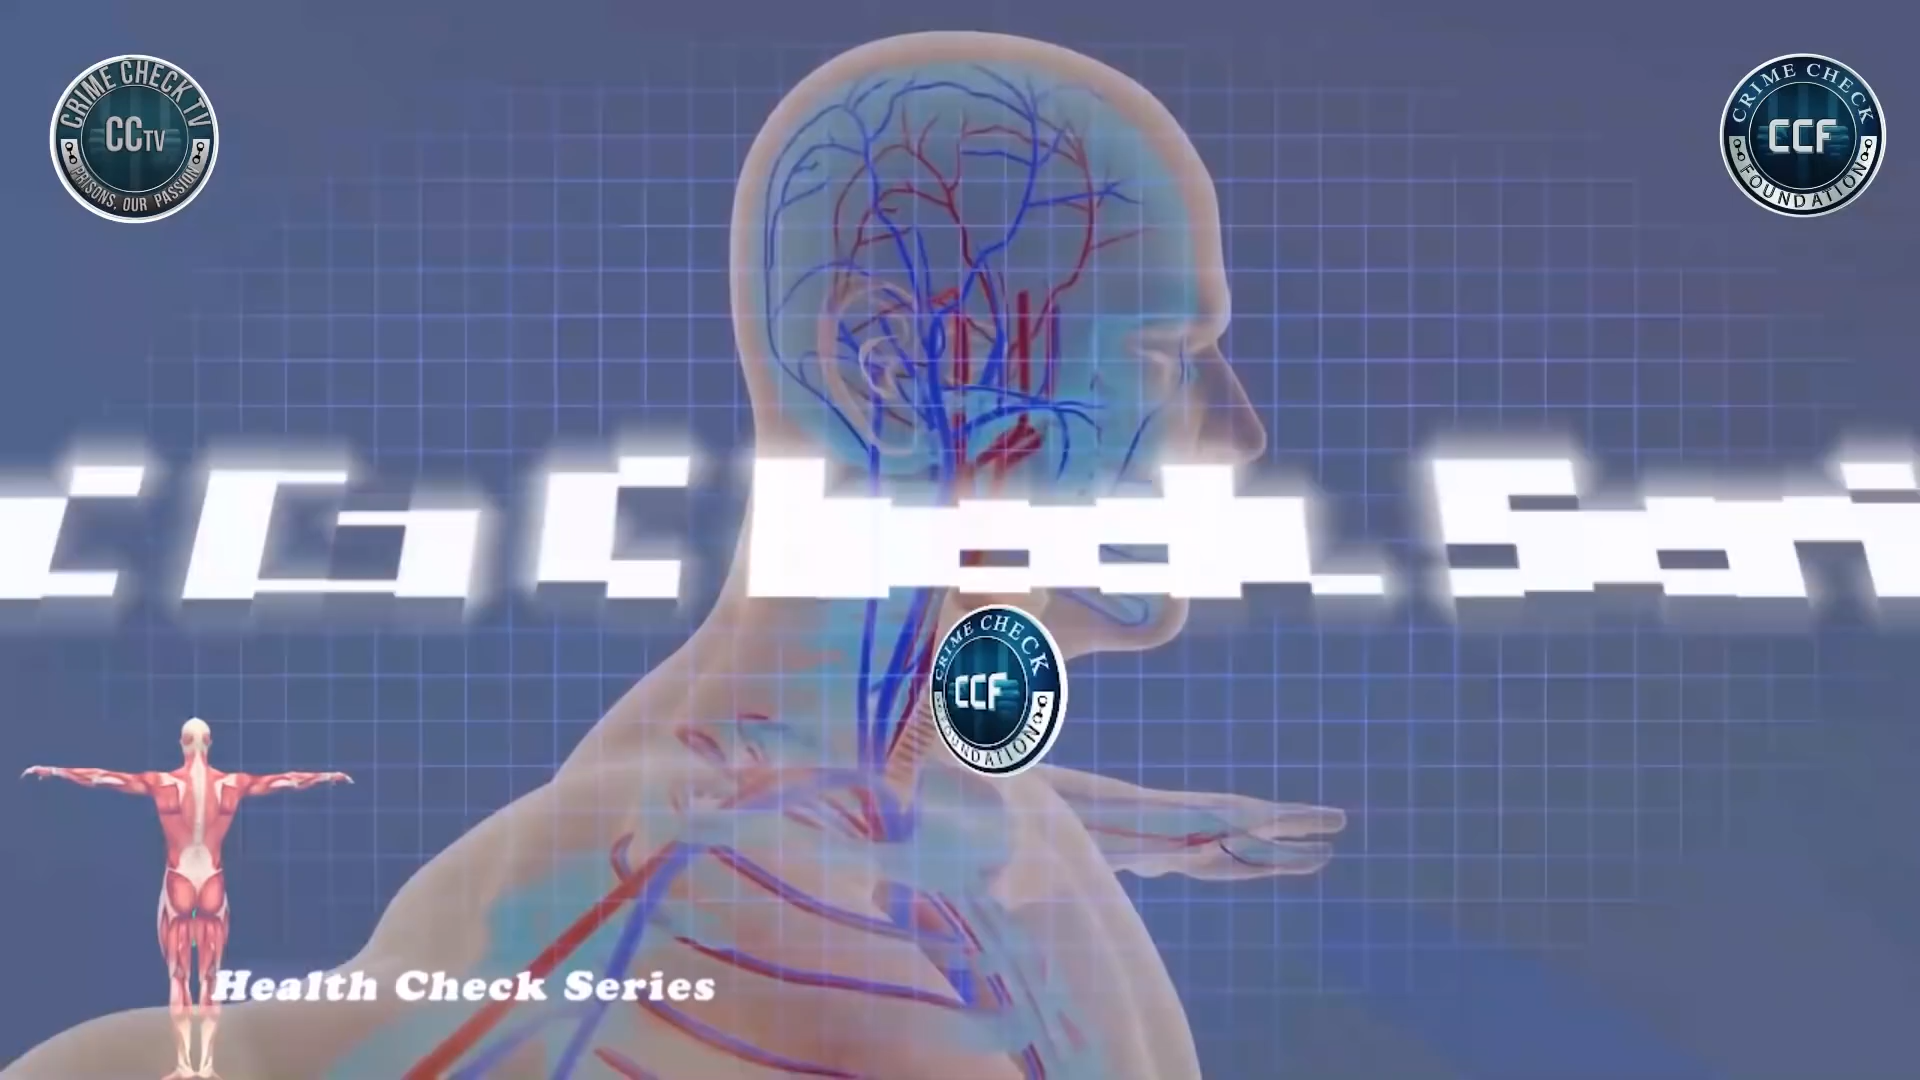 CRIME CHECK TV
CCTV
PRISONS, OUR PASSION
CRIME CHECK
CCF
FOUNDATION
CRIME CHECK
CCF
FOUNDATION
Health Check Series